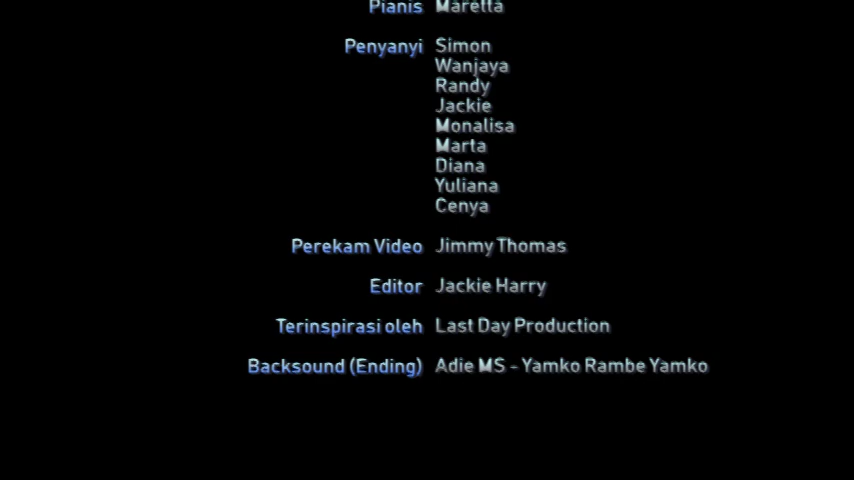 Pianis Maretta
Penyanyi Simon
Wanjaya
Randy
Jackie
Monalisa
Marta
Diana
Yuliana
Cenya
Perekam Video Jimmy Thomas
Editor Jackie Harry
Terinspirasi oleh Last Day Production
Backsound (Ending) Adie MS - Yamko Rambe Yamko